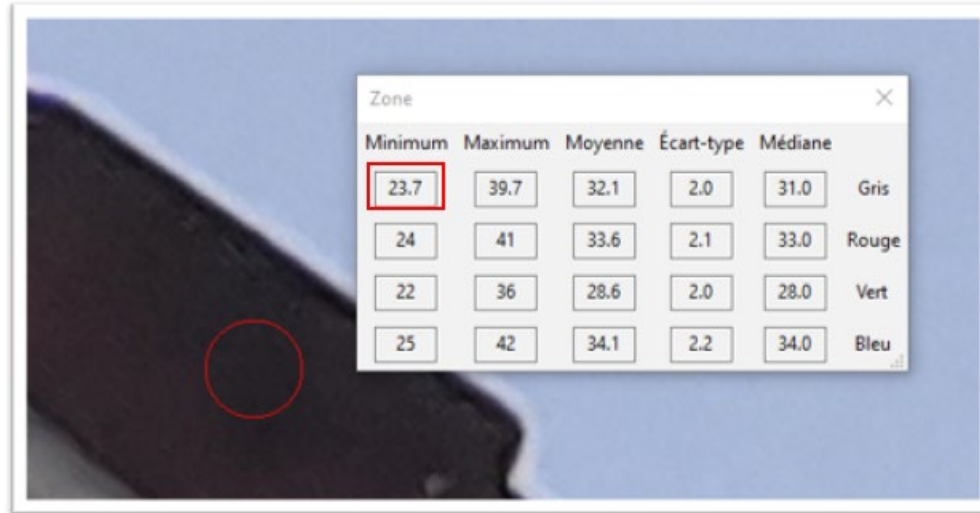 Zone
Minimum Maximum Moyenne Écart-type Médiane
23.7 39.7 32.1 2.0 31.0 Gris
24 41 33.6 2.1 33.0 Rouge
22 36 28.6 2.0 28.0 Vert
25 42 34.1 2.2 34.0 Bleu